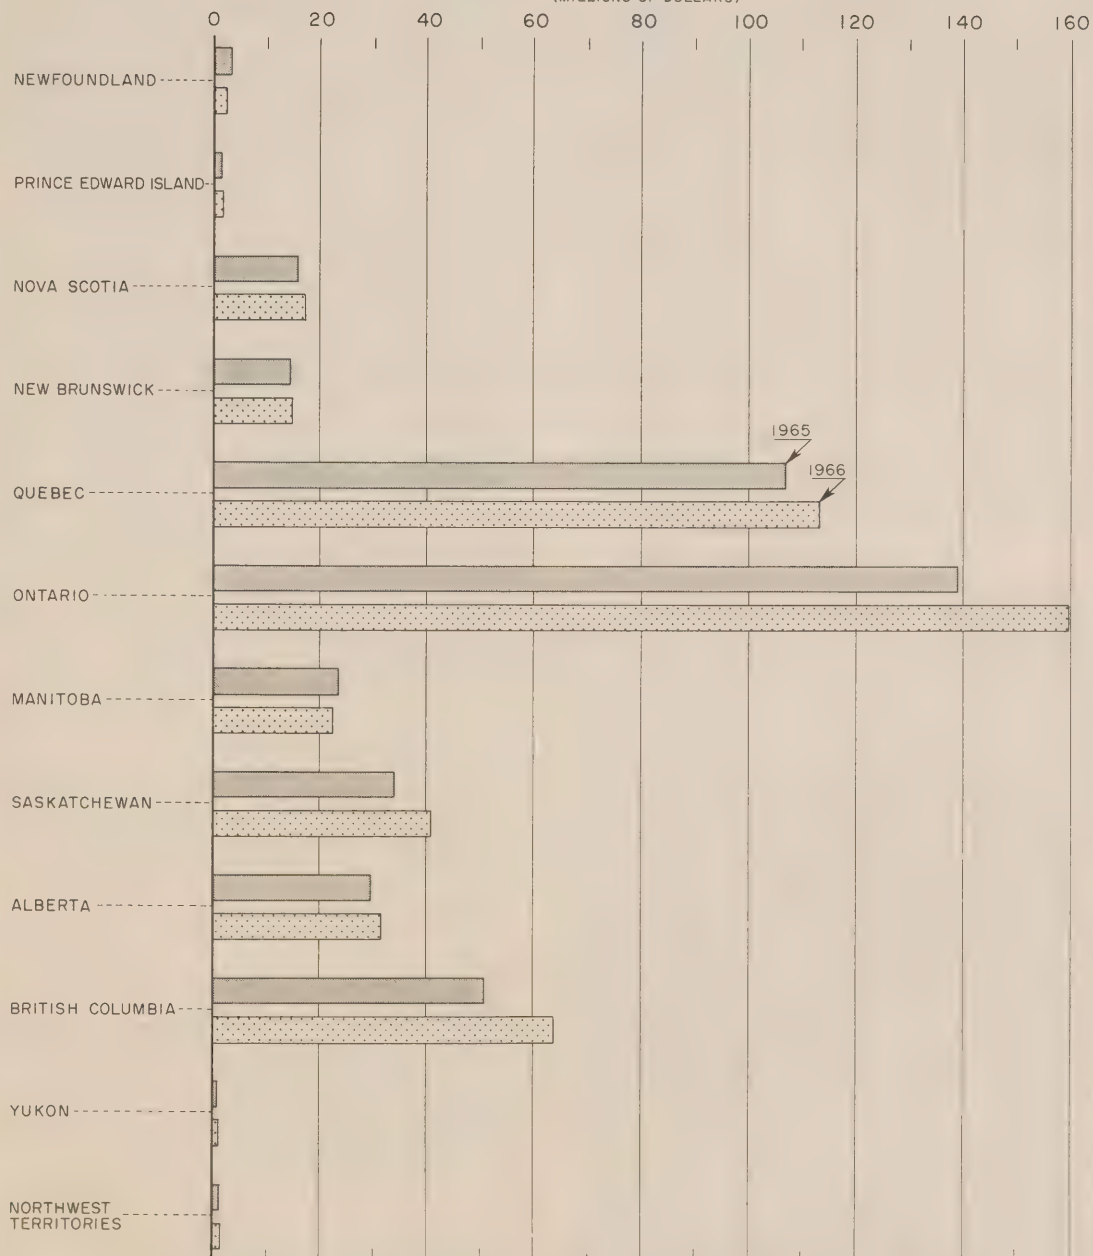 (MILLIONS OF DOLLARS)
0 20 40 60 80 100 120 140 160
NEWFOUNDLAND
PRINCE EDWARD ISLAND
NOVA SCOTIA
NEW BRUNSWICK
1965
1966
QUEBEC
ONTARIO
MANITOBA
SASKATCHEWAN
ALBERTA
BRITISH COLUMBIA
YUKON
NORTHWEST
TERRITORIES